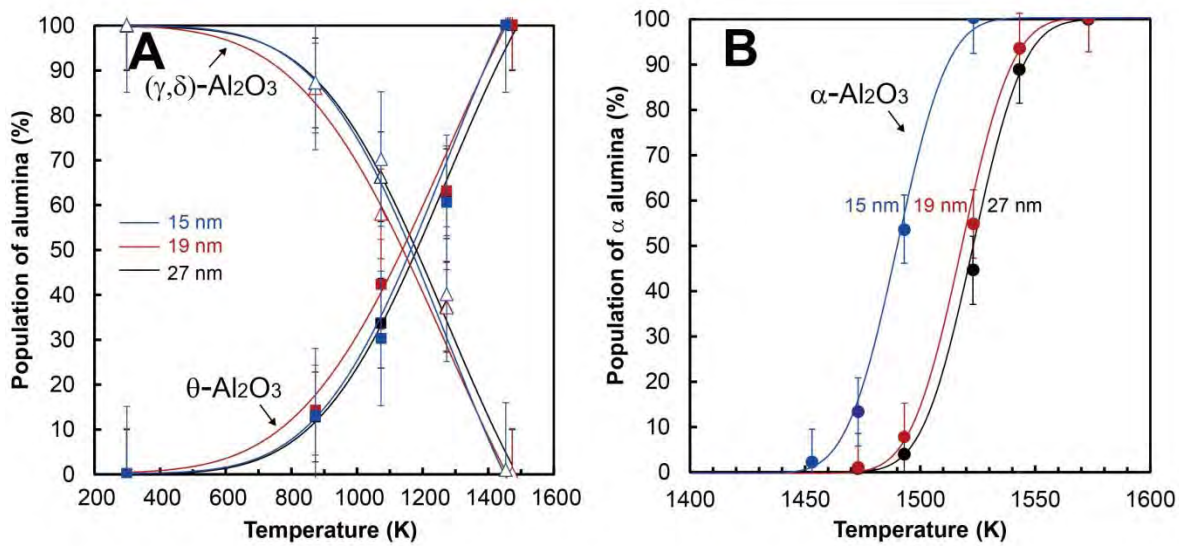 A
B
100
90
80
70
60
50
40
30
20
10
0
Population of alumina (%)
(γ,δ)-Al2O3
15 nm
19 nm
27 nm
θ-Al2O3
200 400 600 800 1000 1200 1400 1600
Temperature (K)
100
90
80
70
60
50
40
30
20
10
0
Population of α alumina (%)
α-Al2O3
15 nm 19 nm 27 nm
1400 1450 1500 1550 1600
Temperature (K)